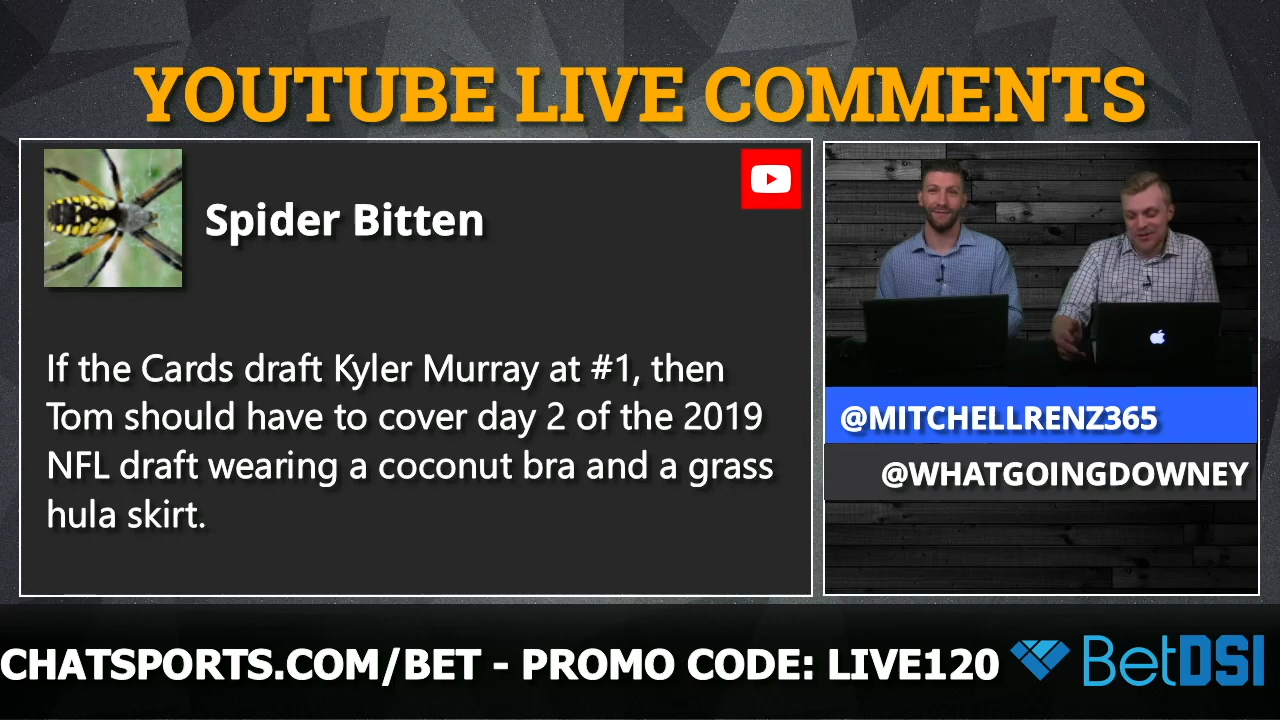 YOUTUBE LIVE COMMENTS
Spider Bitten
If the Cards draft Kyler Murray at #1, then
Tom should have to cover day 2 of the 2019
NFL draft wearing a coconut bra and a grass
hula skirt.
@MITCHELLRENZ365
@WHATGOINGDOWNEY
CHATSPORTS.COM/BET - PROMO CODE: LIVE120
BetDSI